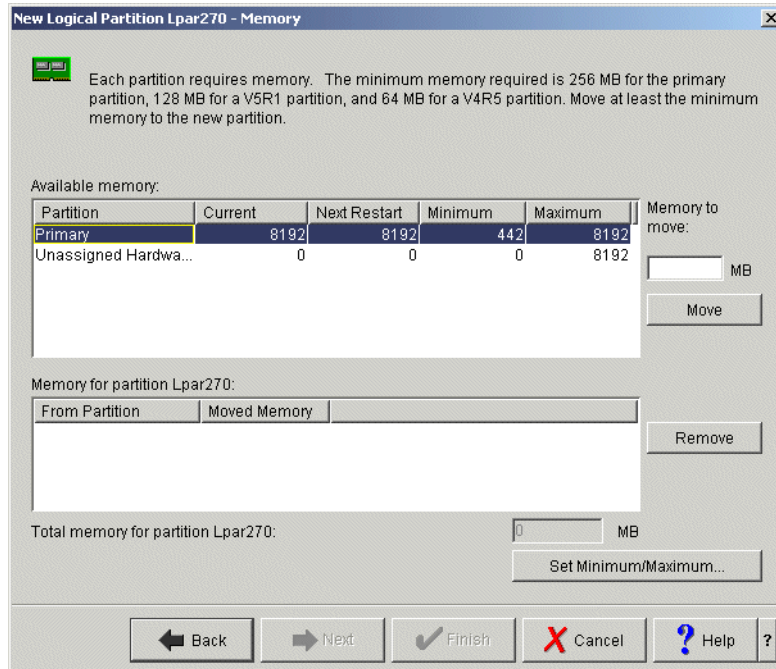 New Logical Partition Lpar270 - Memory
Each partition requires memory. The minimum memory required is 256 MB for the primary
partition, 128 MB for a V5R1 partition, and 64 MB for a V4R5 partition. Move at least the minimum
memory to the new partition.
Available memory:
Partition Current Next Restart Minimum Maximum
Primary 8192 8192 442 8192
Unassigned Hardwa... 0 0 0 8192
Memory to
move:
MB
Move
Memory for partition Lpar270:
From Partition Moved Memory
Remove
Total memory for partition Lpar270: 0 MB
Set Minimum/Maximum...
Back Next Finish Cancel ? Help ?